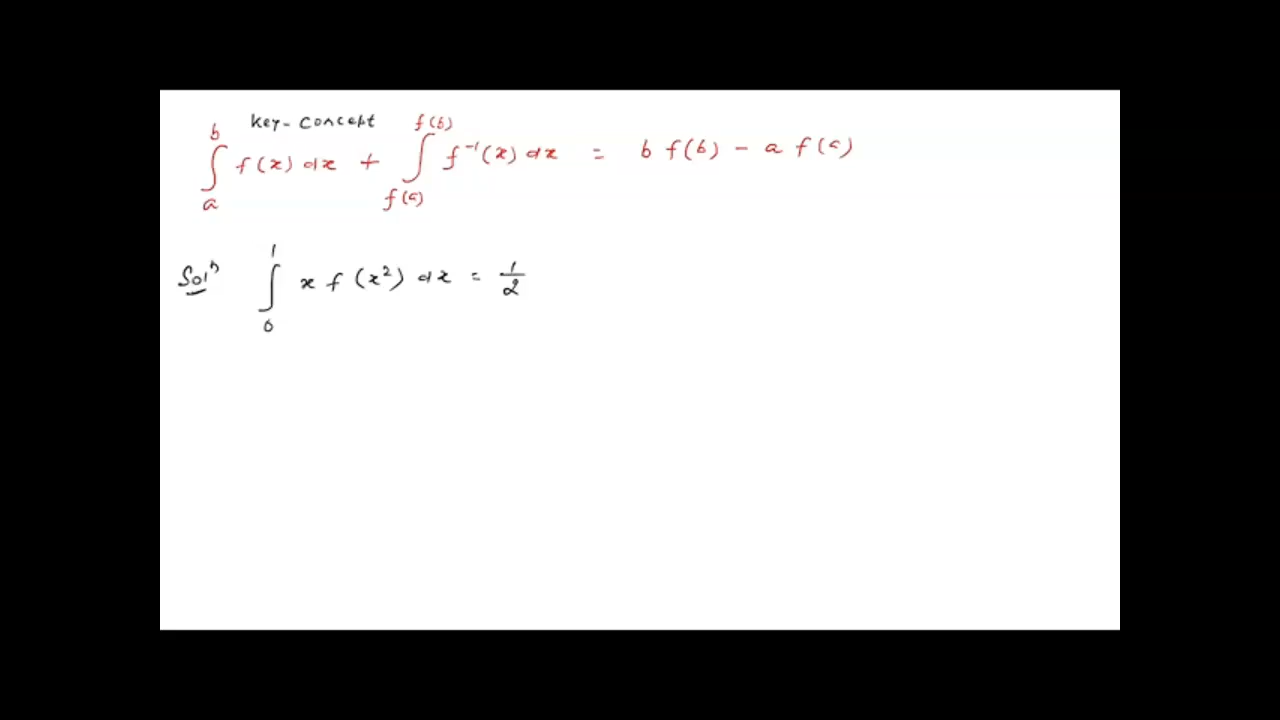 Key-Concept
∫_a^b f(x) dx + ∫_{f(a)}^{f(b)} f⁻¹(x) dx = b f(b) - a f(a)
Solⁿ ∫_0^1 x f(x²) dx = 1/2